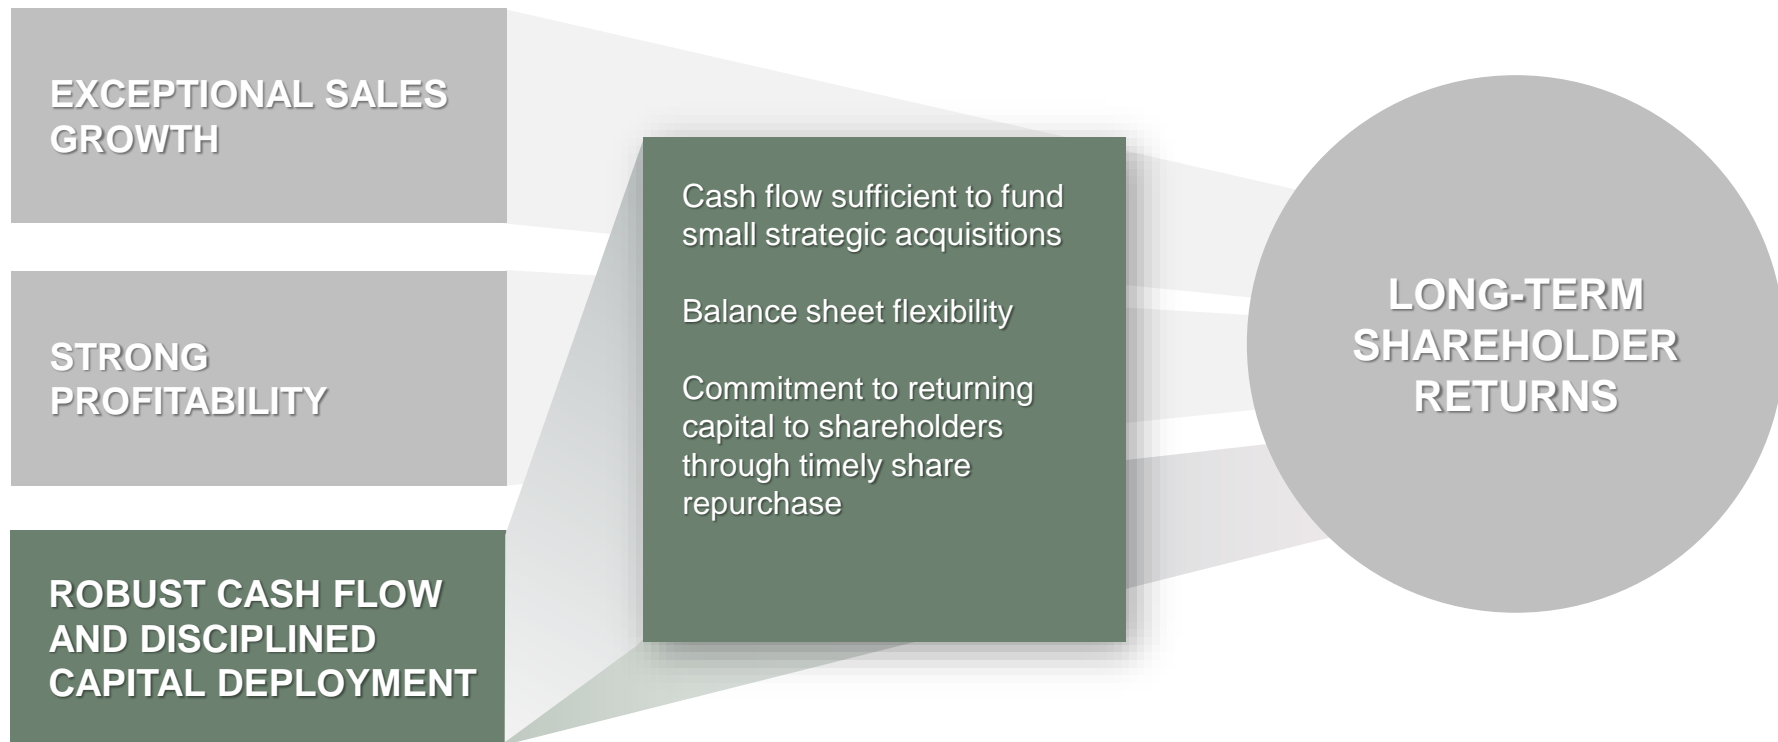 EXCEPTIONAL SALES
GROWTH
STRONG
PROFITABILITY
ROBUST CASH FLOW
AND DISCIPLINED
CAPITAL DEPLOYMENT
Cash flow sufficient to fund
small strategic acquisitions
Balance sheet flexibility
Commitment to returning
capital to shareholders
through timely share
repurchase
LONG-TERM
SHAREHOLDER
RETURNS